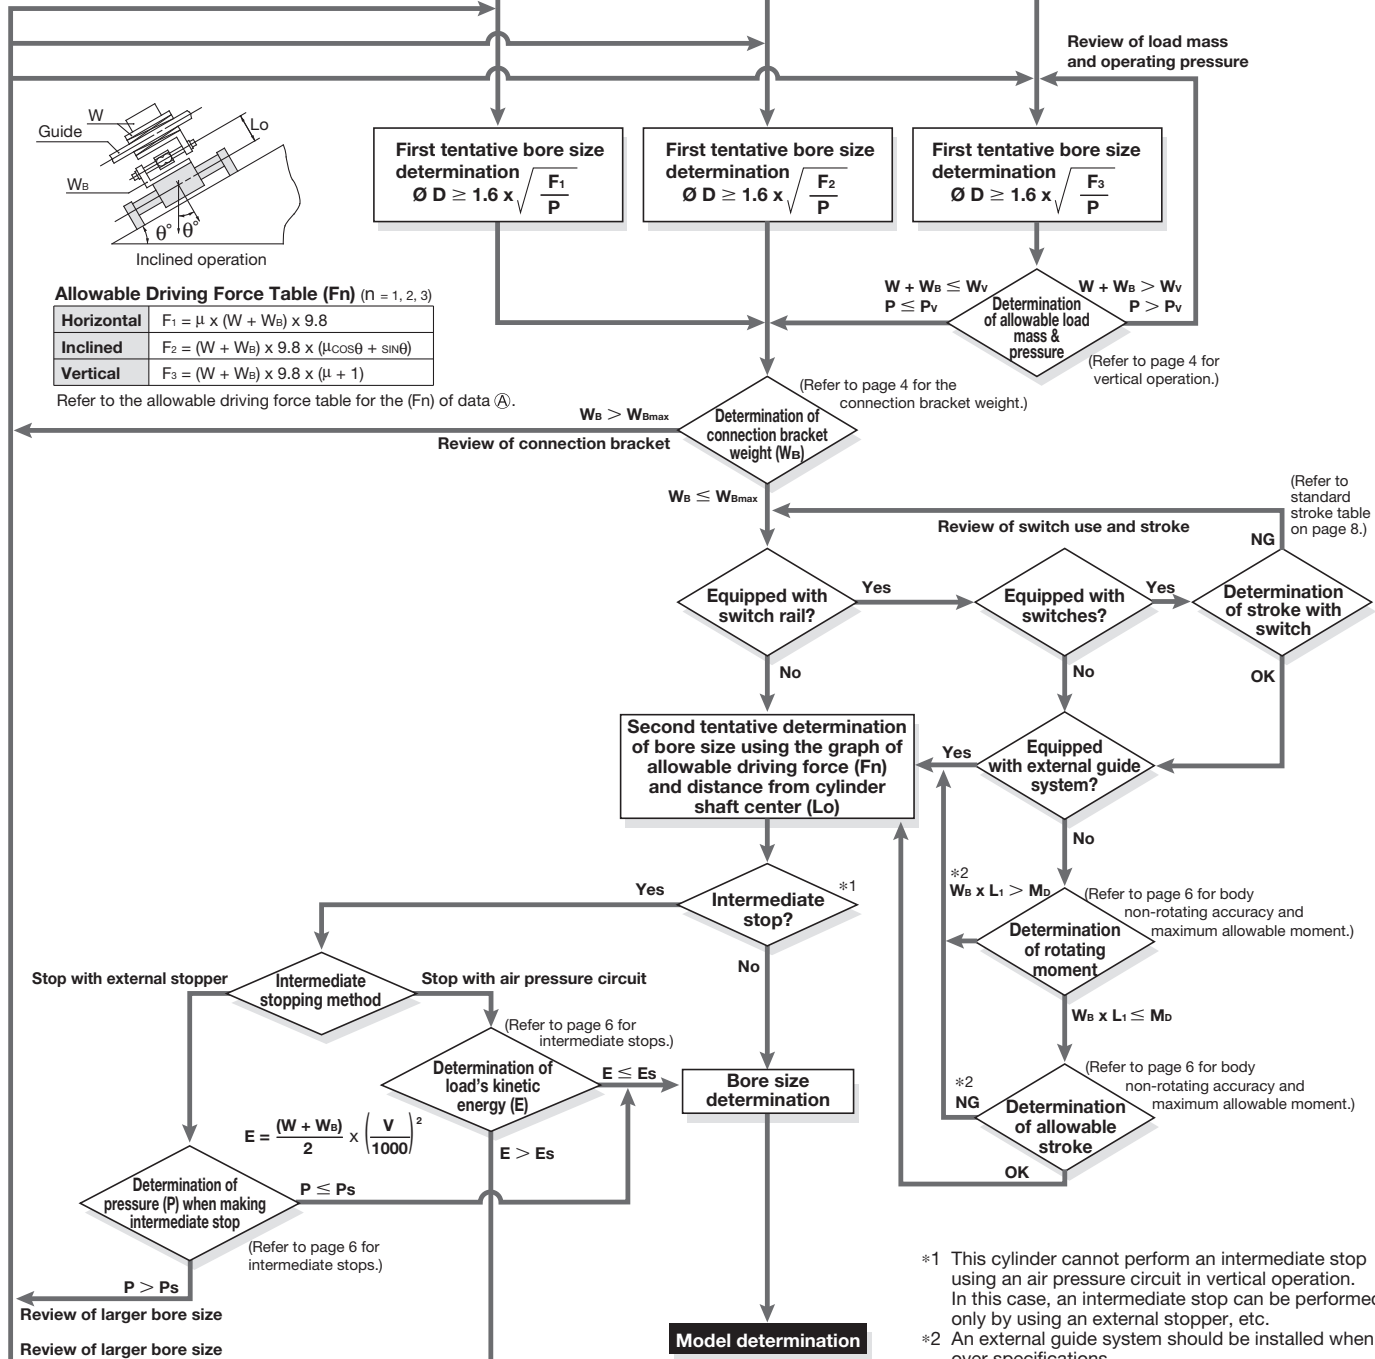 Review of load mass
and operating pressure
W
Guide
Lo
WB
θ° θ°
Inclined operation
First tentative bore size
determination
Ø D ≥ 1.6 x √ F1 / P
First tentative bore size
determination
Ø D ≥ 1.6 x √ F2 / P
First tentative bore size
determination
Ø D ≥ 1.6 x √ F3 / P
Allowable Driving Force Table (Fn) (n = 1, 2, 3)
Horizontal F1 = μ x (W + WB) x 9.8
Inclined F2 = (W + WB) x 9.8 x (μCOSθ + SINθ)
Vertical F3 = (W + WB) x 9.8 x (μ + 1)
Refer to the allowable driving force table for the (Fn) of data Ⓐ.
W + WB ≤ WV
P ≤ PV
Determination
of allowable load
mass &
pressure
W + WB > WV
P > PV
(Refer to page 4 for
vertical operation.)
(Refer to page 4 for the
connection bracket weight.)
WB > WBmax
Review of connection bracket
Determination of
connection bracket
weight (WB)
WB ≤ WBmax
Review of switch use and stroke
(Refer to
standard
stroke table
on page 8.)
NG
Equipped with
switch rail?
Yes
Equipped with
switches?
Yes
Determination
of stroke with
switch
No
No
OK
Second tentative determination
of bore size using the graph of
allowable driving force (Fn)
and distance from cylinder
shaft center (Lo)
Yes
Equipped
with external guide
system?
No
*2
WB x L1 > MD
(Refer to page 6 for body
non-rotating accuracy and
maximum allowable moment.)
Determination
of rotating
moment
WB x L1 ≤ MD
*2
NG
(Refer to page 6 for body
non-rotating accuracy and
maximum allowable moment.)
Determination
of allowable
stroke
OK
Yes
Intermediate
stop?
*1
No
Stop with external stopper
Intermediate
stopping method
Stop with air pressure circuit
(Refer to page 6 for
intermediate stops.)
Determination of
load's kinetic
energy (E)
E ≤ Es
Bore size
determination
E = (W + WB) / 2 x (V / 1000)²
E > Es
Determination of
pressure (P) when making
intermediate stop
P ≤ Ps
(Refer to page 6 for
intermediate stops.)
P > Ps
Review of larger bore size
Review of larger bore size
Model determination
*1 This cylinder cannot perform an intermediate stop
using an air pressure circuit in vertical operation.
In this case, an intermediate stop can be performed
only by using an external stopper, etc.
*2 An external guide system should be installed when
over specifications